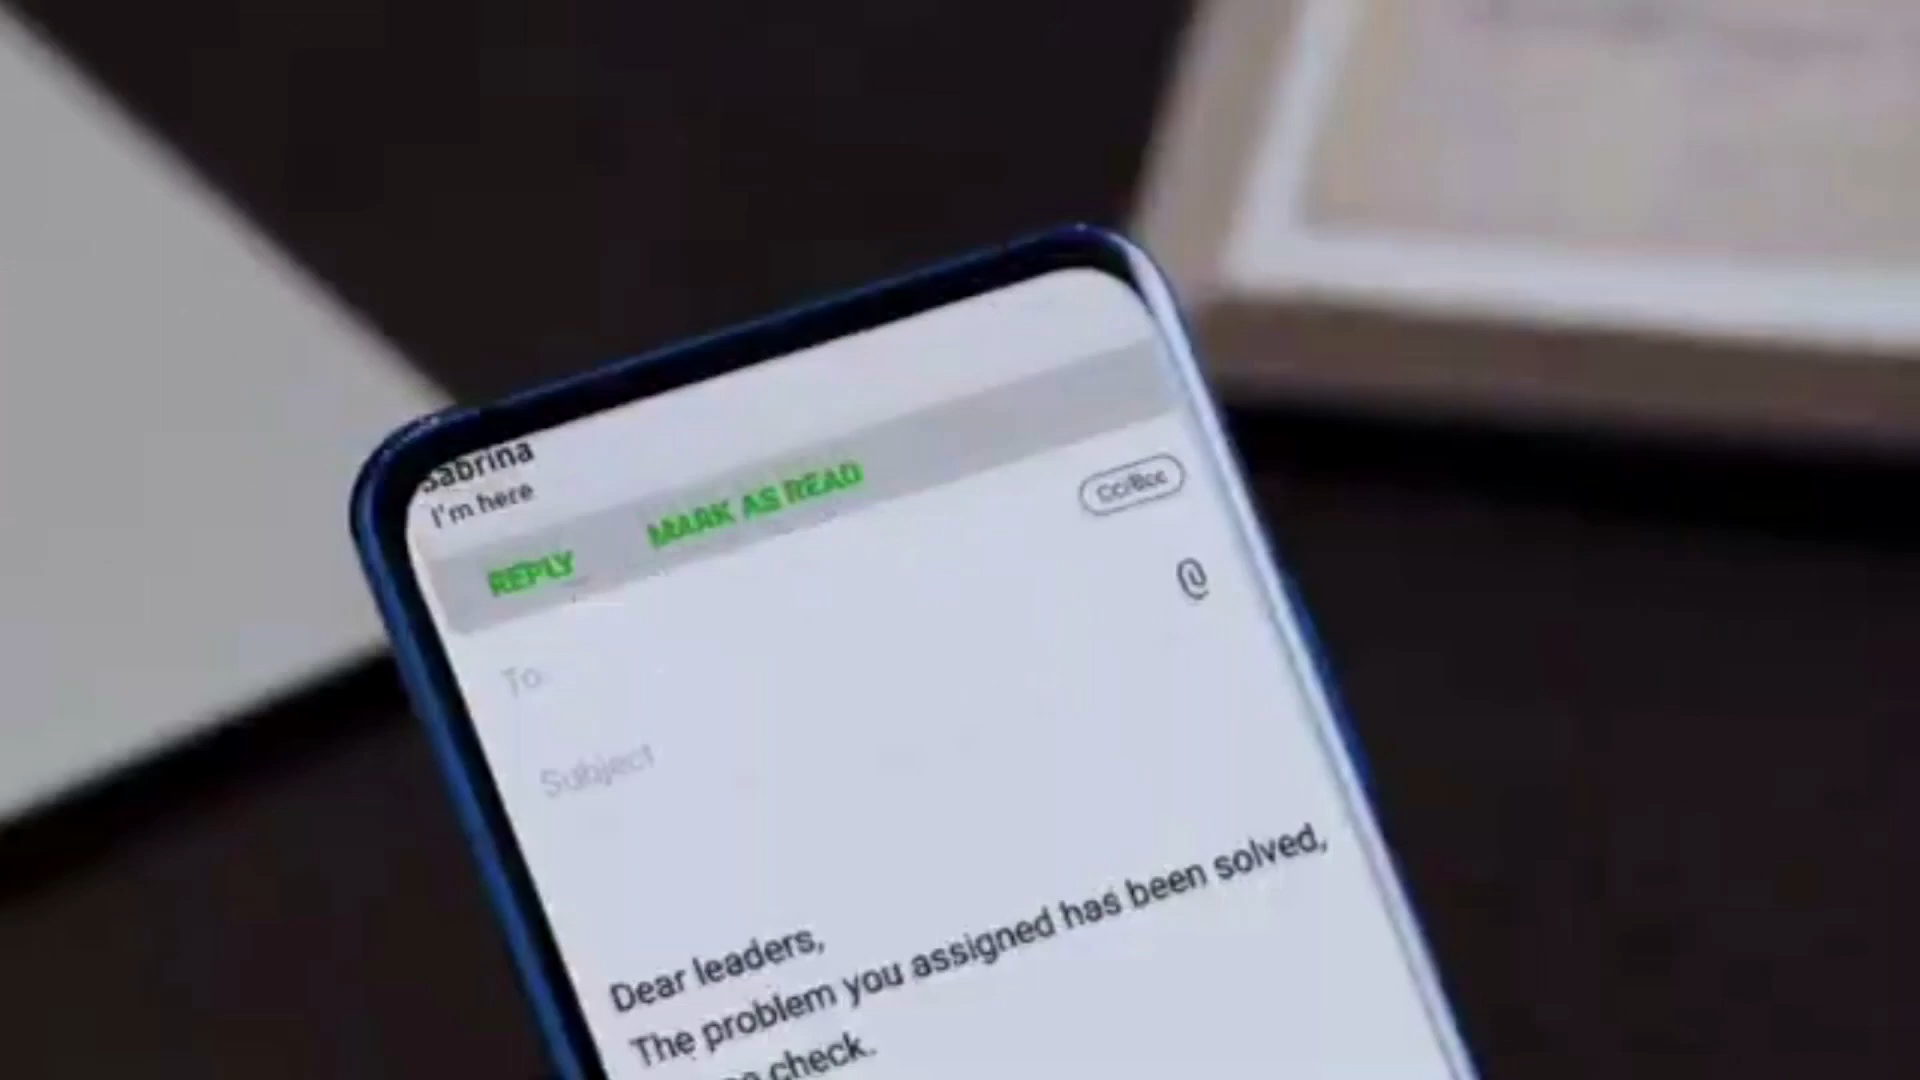 Sabrina
I'm here
REPLY MARK AS READ
Cc/Bcc
@
To
Subject
Dear leaders,
The problem you assigned has been solved,
check.